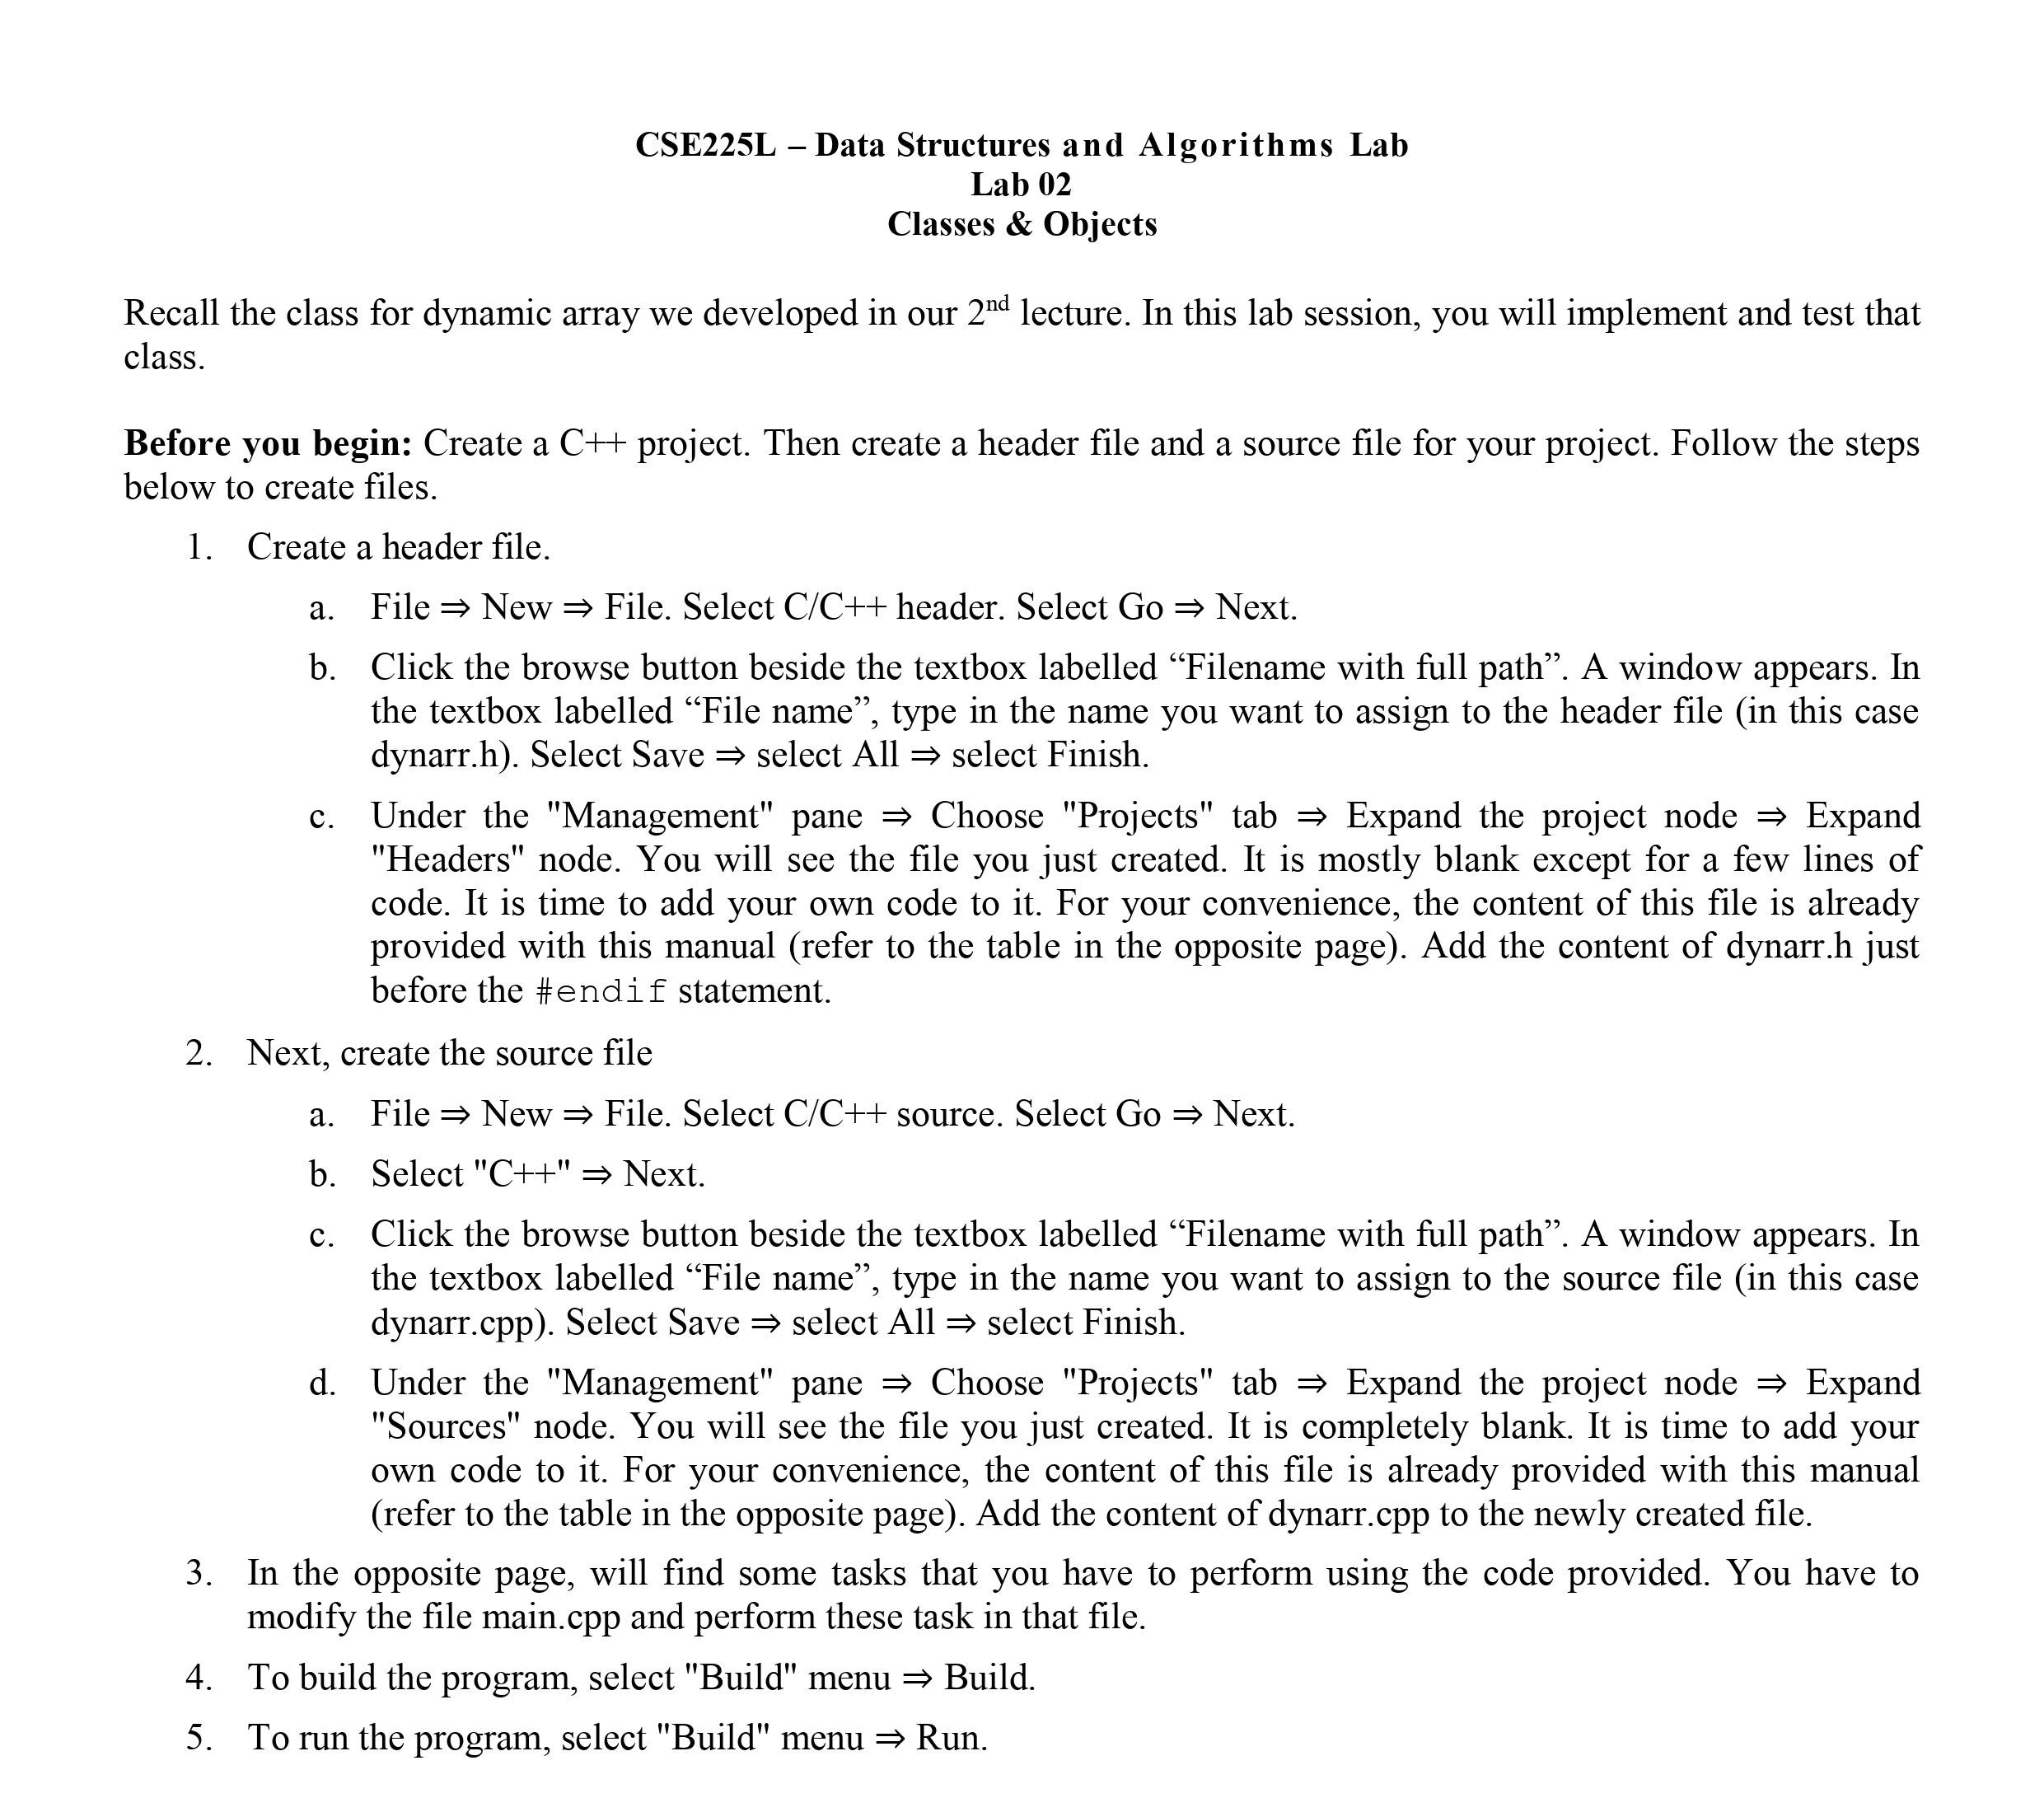 CSE225L – Data Structures and Algorithms Lab
Lab 02
Classes & Objects
Recall the class for dynamic array we developed in our 2nd lecture. In this lab session, you will implement and test that
class.
Before you begin: Create a C++ project. Then create a header file and a source file for your project. Follow the steps
below to create files.
1. Create a header file.
a. File ⇒ New ⇒ File. Select C/C++ header. Select Go ⇒ Next.
b. Click the browse button beside the textbox labelled “Filename with full path”. A window appears. In
the textbox labelled “File name”, type in the name you want to assign to the header file (in this case
dynarr.h). Select Save ⇒ select All ⇒ select Finish.
c. Under the "Management" pane ⇒ Choose "Projects" tab ⇒ Expand the project node ⇒ Expand
"Headers" node. You will see the file you just created. It is mostly blank except for a few lines of
code. It is time to add your own code to it. For your convenience, the content of this file is already
provided with this manual (refer to the table in the opposite page). Add the content of dynarr.h just
before the #endif statement.
2. Next, create the source file
a. File ⇒ New ⇒ File. Select C/C++ source. Select Go ⇒ Next.
b. Select "C++" ⇒ Next.
c. Click the browse button beside the textbox labelled “Filename with full path”. A window appears. In
the textbox labelled “File name”, type in the name you want to assign to the source file (in this case
dynarr.cpp). Select Save ⇒ select All ⇒ select Finish.
d. Under the "Management" pane ⇒ Choose "Projects" tab ⇒ Expand the project node ⇒ Expand
"Sources" node. You will see the file you just created. It is completely blank. It is time to add your
own code to it. For your convenience, the content of this file is already provided with this manual
(refer to the table in the opposite page). Add the content of dynarr.cpp to the newly created file.
3. In the opposite page, will find some tasks that you have to perform using the code provided. You have to
modify the file main.cpp and perform these task in that file.
4. To build the program, select "Build" menu ⇒ Build.
5. To run the program, select "Build" menu ⇒ Run.